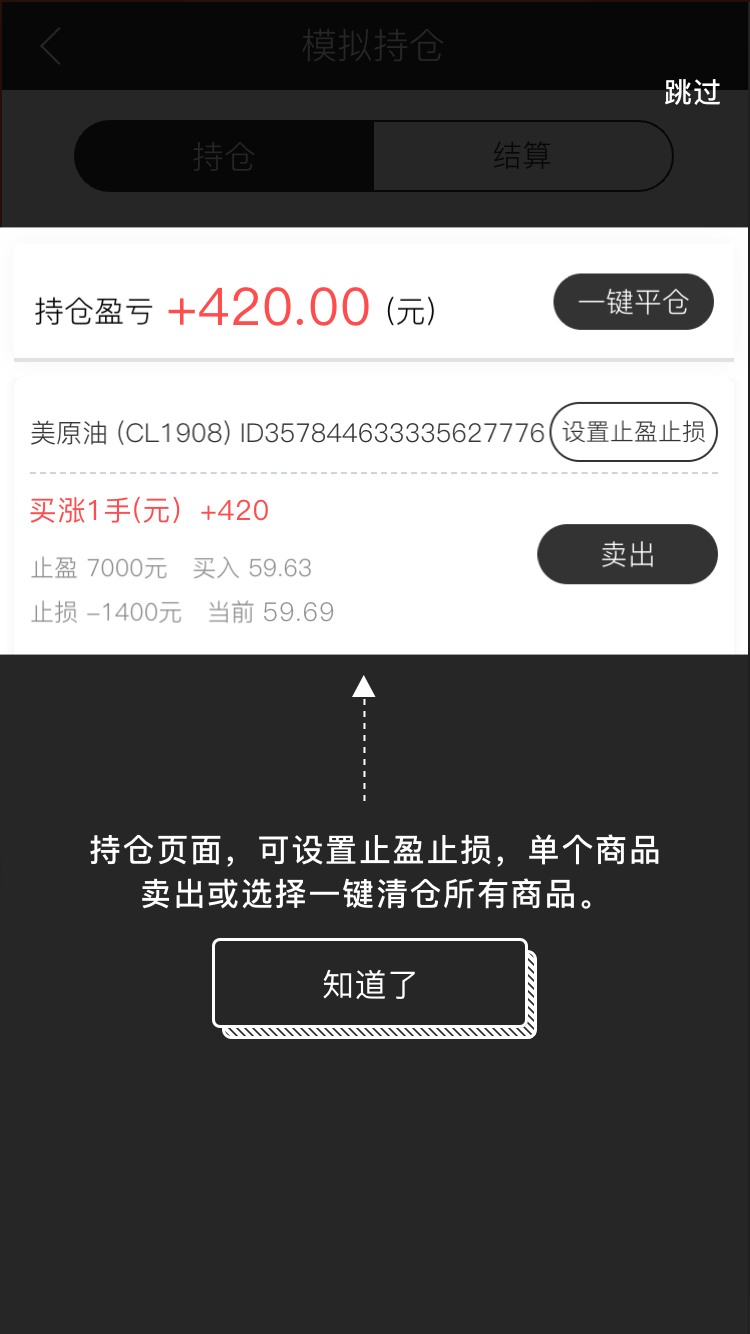 模拟持仓
跳过
持仓 结算
持仓盈亏 +420.00 (元) 一键平仓
美原油 (CL1908) ID357844633335627776 设置止盈止损
买涨1手(元) +420
止盈 7000元 买入 59.63
卖出
止损 -1400元 当前 59.69
持仓页面，可设置止盈止损，单个商品
卖出或选择一键清仓所有商品。
知道了